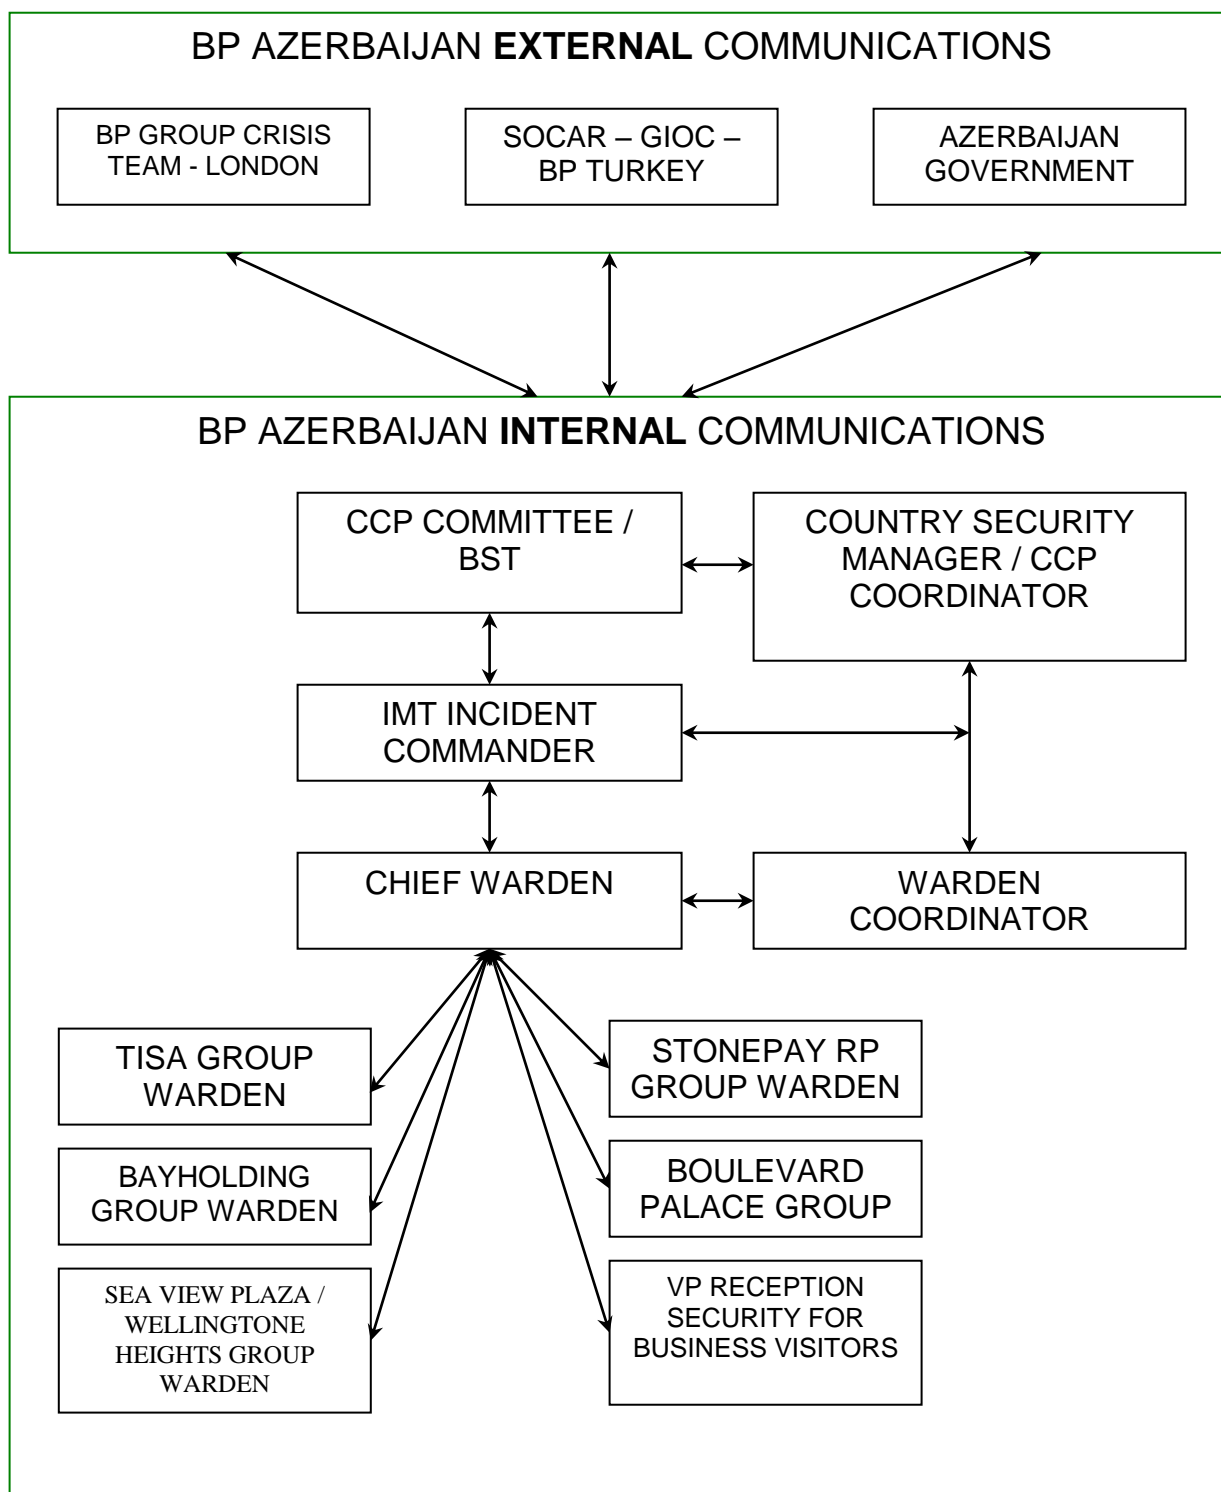 BP AZERBAIJAN EXTERNAL COMMUNICATIONS
BP GROUP CRISIS
TEAM - LONDON
SOCAR – GIOC –
BP TURKEY
AZERBAIJAN
GOVERNMENT
BP AZERBAIJAN INTERNAL COMMUNICATIONS
CCP COMMITTEE /
BST
COUNTRY SECURITY
MANAGER / CCP
COORDINATOR
IMT INCIDENT
COMMANDER
CHIEF WARDEN
WARDEN
COORDINATOR
TISA GROUP
WARDEN
STONEPAY RP
GROUP WARDEN
BAYHOLDING
GROUP WARDEN
BOULEVARD
PALACE GROUP
SEA VIEW PLAZA /
WELLINGTONE
HEIGHTS GROUP
WARDEN
VP RECEPTION
SECURITY FOR
BUSINESS VISITORS